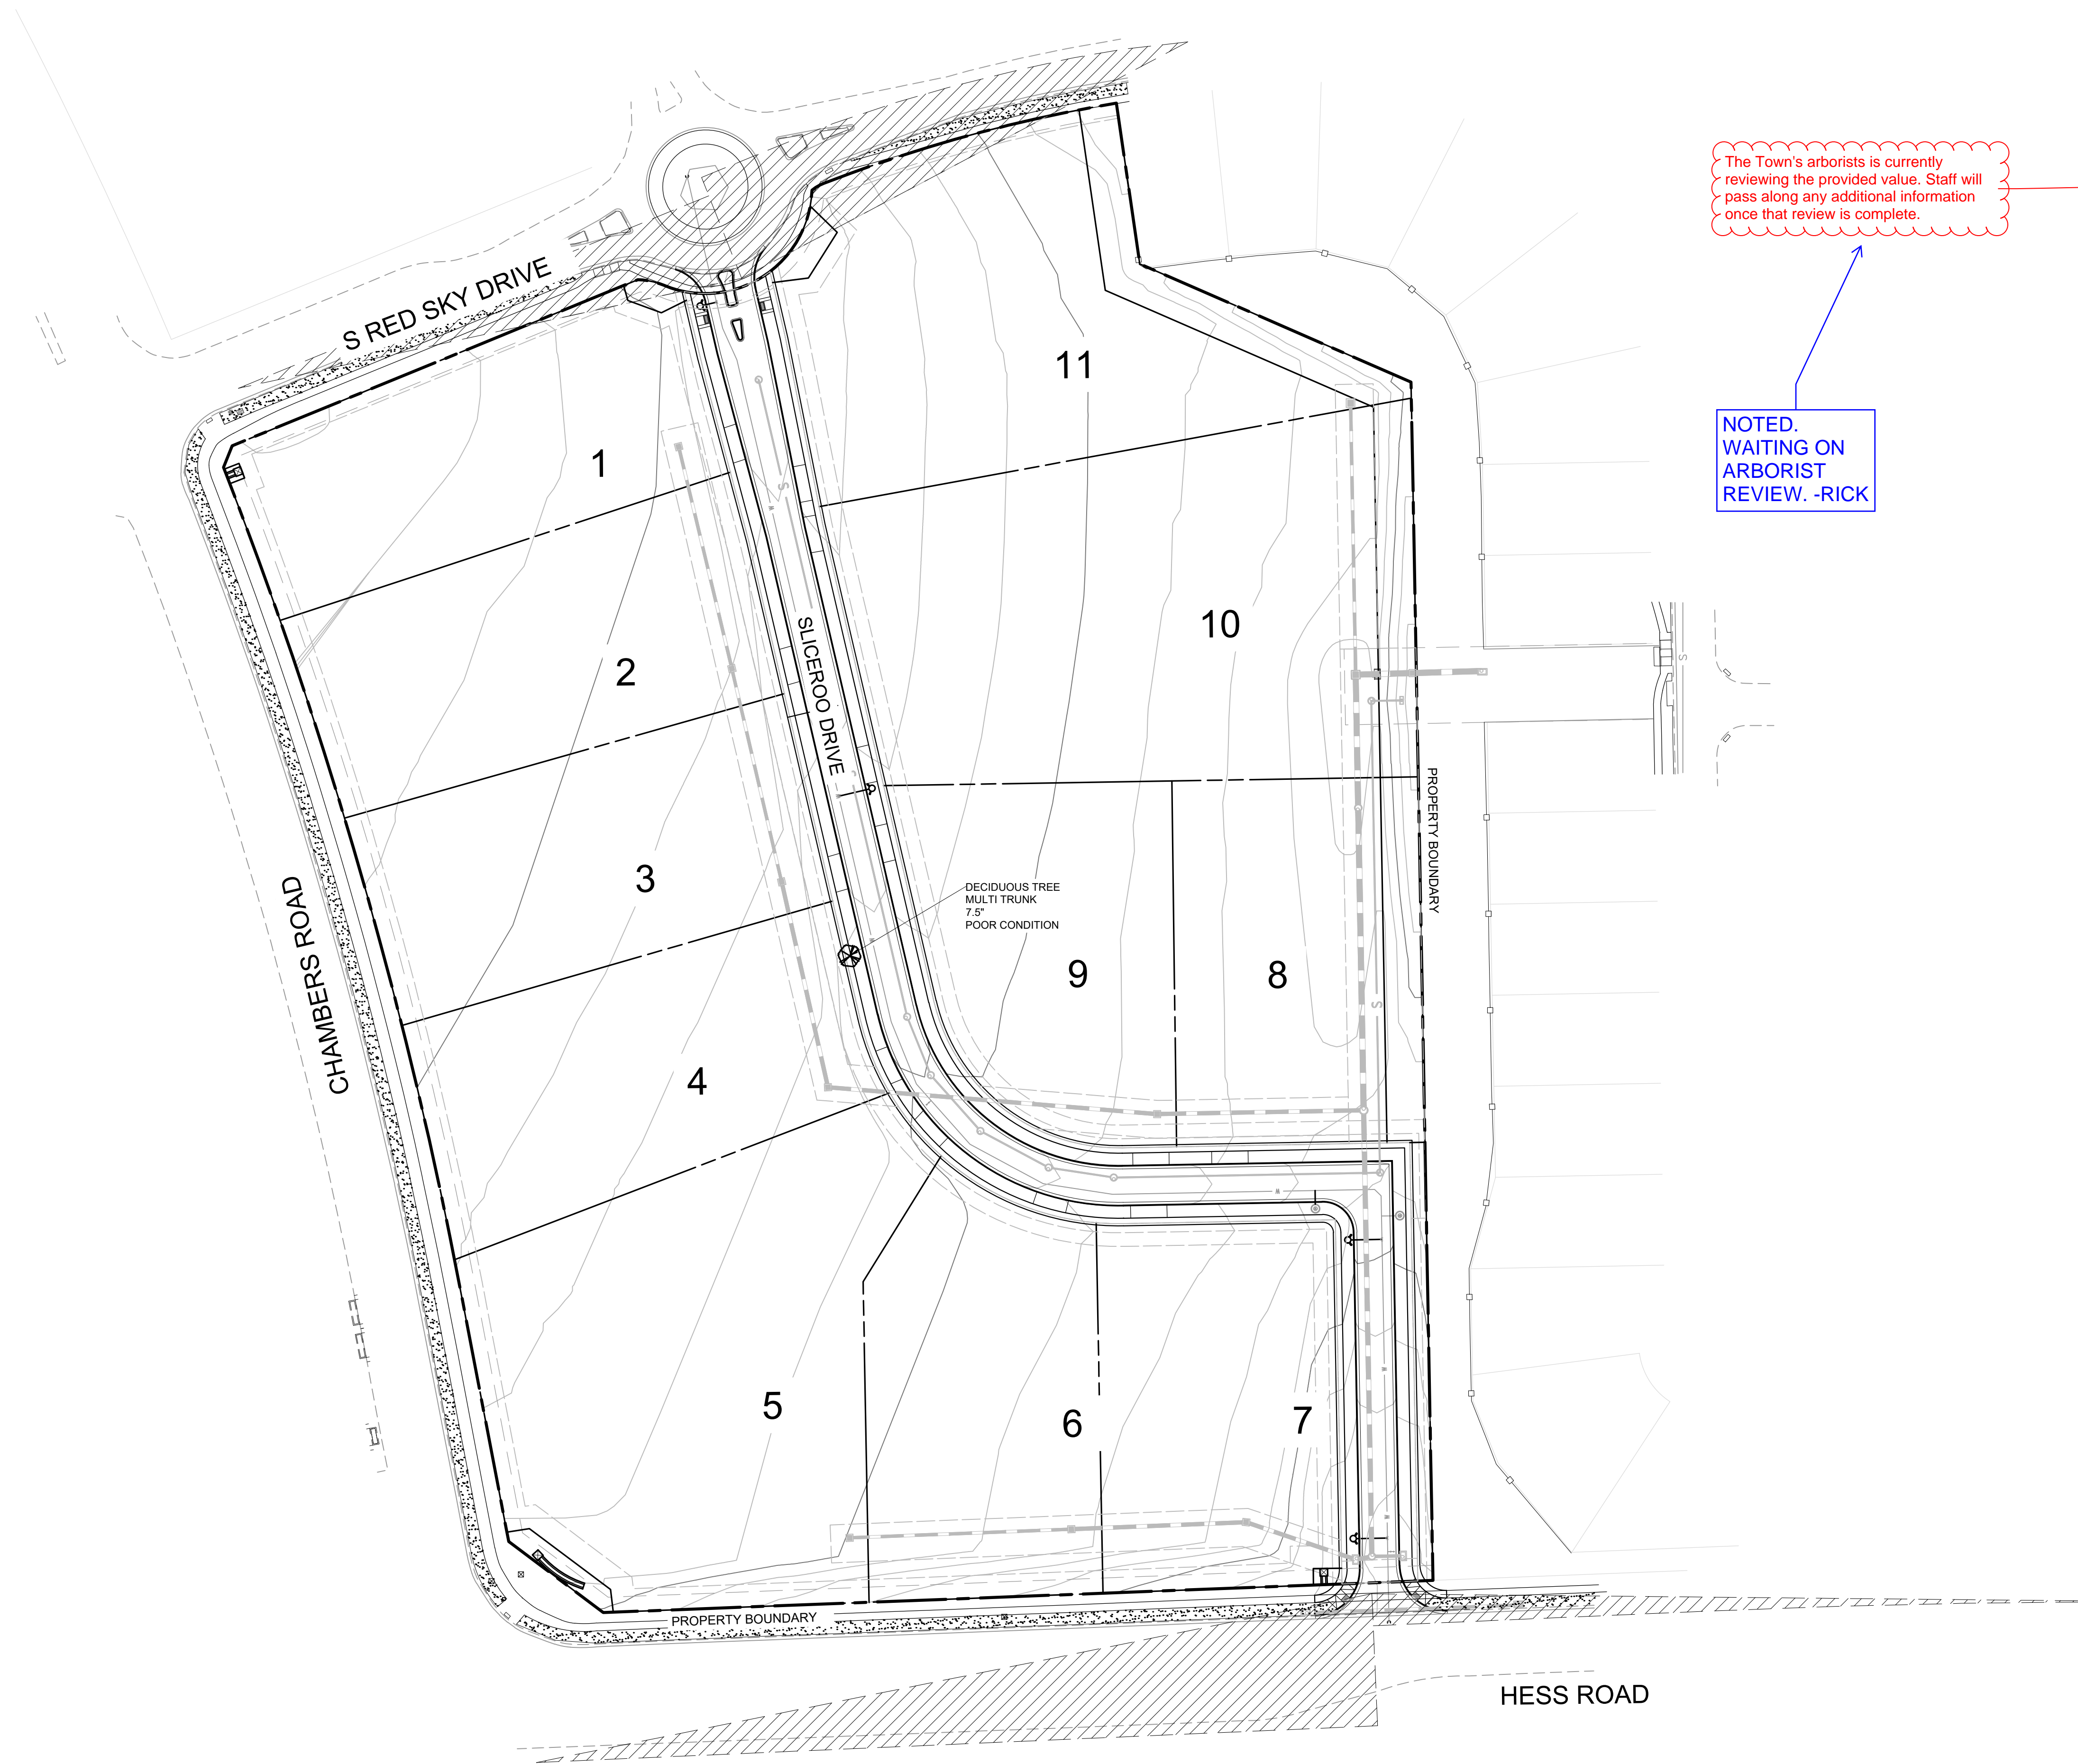 The Town's arborists is currently
reviewing the provided value. Staff will
pass along any additional information
once that review is complete.
S RED SKY DRIVE
11
NOTED.
WAITING ON
ARBORIST
REVIEW. -RICK
1
S
10
SLICEROO DRIVE
2
S
S
PROPERTY BOUNDARY
3
DECIDUOUS TREE
MULTI TRUNK
7.5"
POOR CONDITION
CHAMBERS ROAD
9
8
S
4
5
6
7
PROPERTY BOUNDARY
HESS ROAD